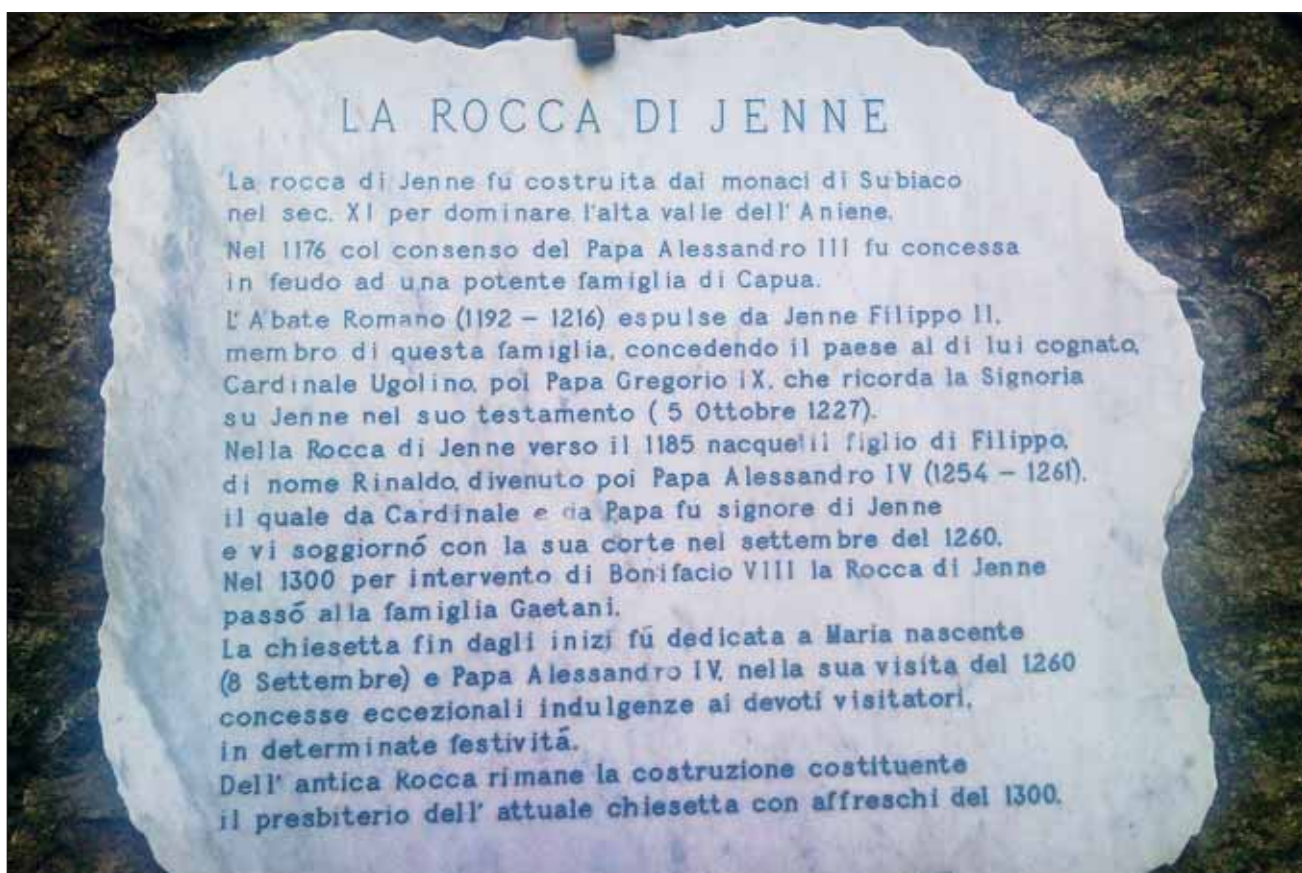 LA ROCCA DI JENNE
La rocca di Jenne fú costruita dai monaci di Subiaco
nel sec. XI per dominare l'alta valle dell' Aniene.
Nel 1176 col consenso del Papa Alessandro III fu concessa
in feudo ad una potente famiglia di Capua.
L' Abate Romano (1192 – 1216) espulse da Jenne Filippo II,
membro di questa famiglia, concedendo il paese al di lui cognato,
Cardinale Ugolino, poi Papa Gregorio IX, che ricorda la Signoria
su Jenne nel suo testamento ( 5 Ottobre 1227).
Nella Rocca di Jenne verso il 1185 nacque il figlio di Filippo,
di nome Rinaldo, divenuto poi Papa Alessandro IV (1254 – 1261).
il quale da Cardinale e da Papa fu signore di Jenne
e vi soggiornó con la sua corte nel settembre del 1260.
Nel 1300 per intervento di Bonifacio VIII la Rocca di Jenne
passó alla famiglia Gaetani.
La chiesetta fin dagli inizi fú dedicata a Maria nascente
(8 Settembre) e Papa Alessandro IV, nella sua visita del 1260
concesse eccezionali indulgenze ai devoti visitatori,
in determinate festivitá.
Dell' antica Rocca rimane la costruzione costituente
il presbiterio dell' attuale chiesetta con affreschi del 1300.